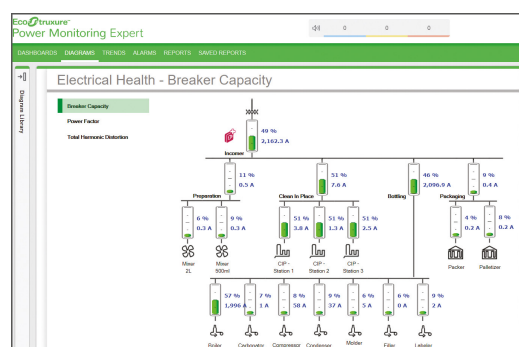 EcoStruxure™
Power Monitoring Expert
0 0 0
DASHBOARDS DIAGRAMS TRENDS ALARMS REPORTS SAVED REPORTS
Diagram Library
Electrical Health - Breaker Capacity
Breaker Capacity
Power Factor
Total Harmonic Distortion
49 %
2,162.3 A
Incomer
11 %
0.5 A
Preparation
51 %
7.6 A
Clean In Place
46 %
2,096.9 A
Bottling
9 %
0.4 A
Packaging
6 %
0.3 A
9 %
0.3 A
51 %
3.8 A
51 %
1.3 A
51 %
2.5 A
4 %
0.2 A
8 %
0.2 A
Mixer
2L
Mixer
500ml
CIP -
Station 1
CIP -
Station 2
CIP -
Station 3
Packer
Palletizer
57 %
1,996 A
7 %
1 A
8 %
58 A
9 %
37 A
6 %
5 A
6 %
0 A
9 %
2 A
Boiler
Carbonator
Compressor
Condenser
Molder
Filler
Labeler